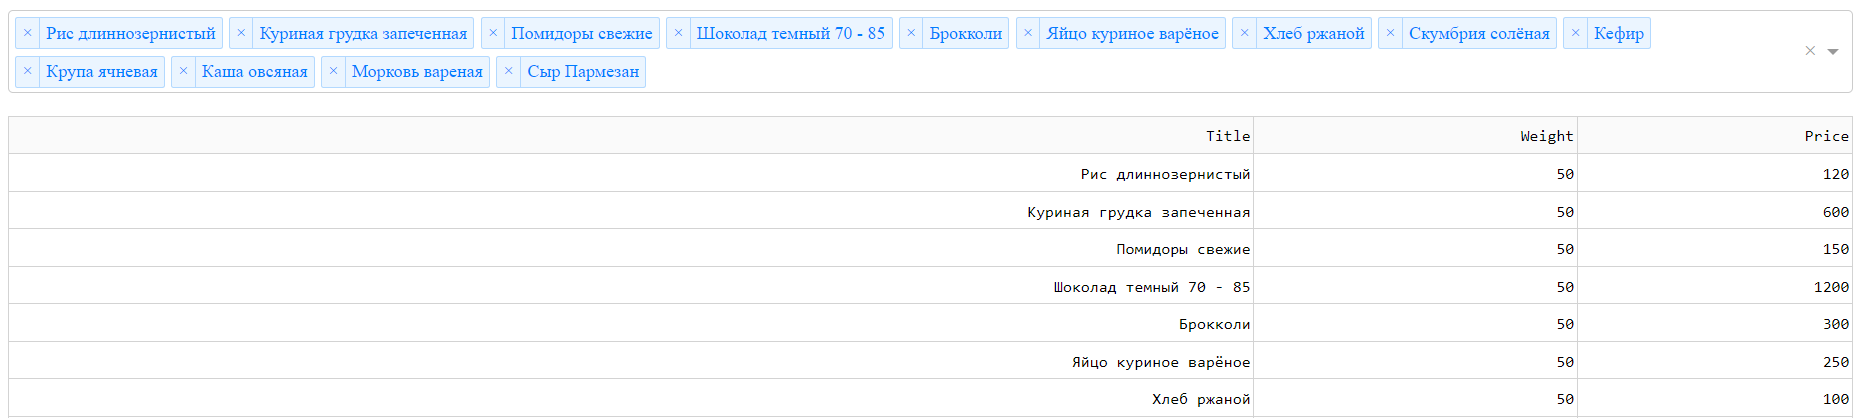 × Рис длиннозернистый × Куриная грудка запеченная × Помидоры свежие × Шоколад темный 70 - 85 × Брокколи × Яйцо куриное варёное × Хлеб ржаной × Скумбрия солёная × Кефир ×
× Крупа ячневая × Каша овсяная × Морковь вареная × Сыр Пармезан
Title Weight Price
Рис длиннозернистый 50 120
Куриная грудка запеченная 50 600
Помидоры свежие 50 150
Шоколад темный 70 - 85 50 1200
Брокколи 50 300
Яйцо куриное варёное 50 250
Хлеб ржаной 50 100